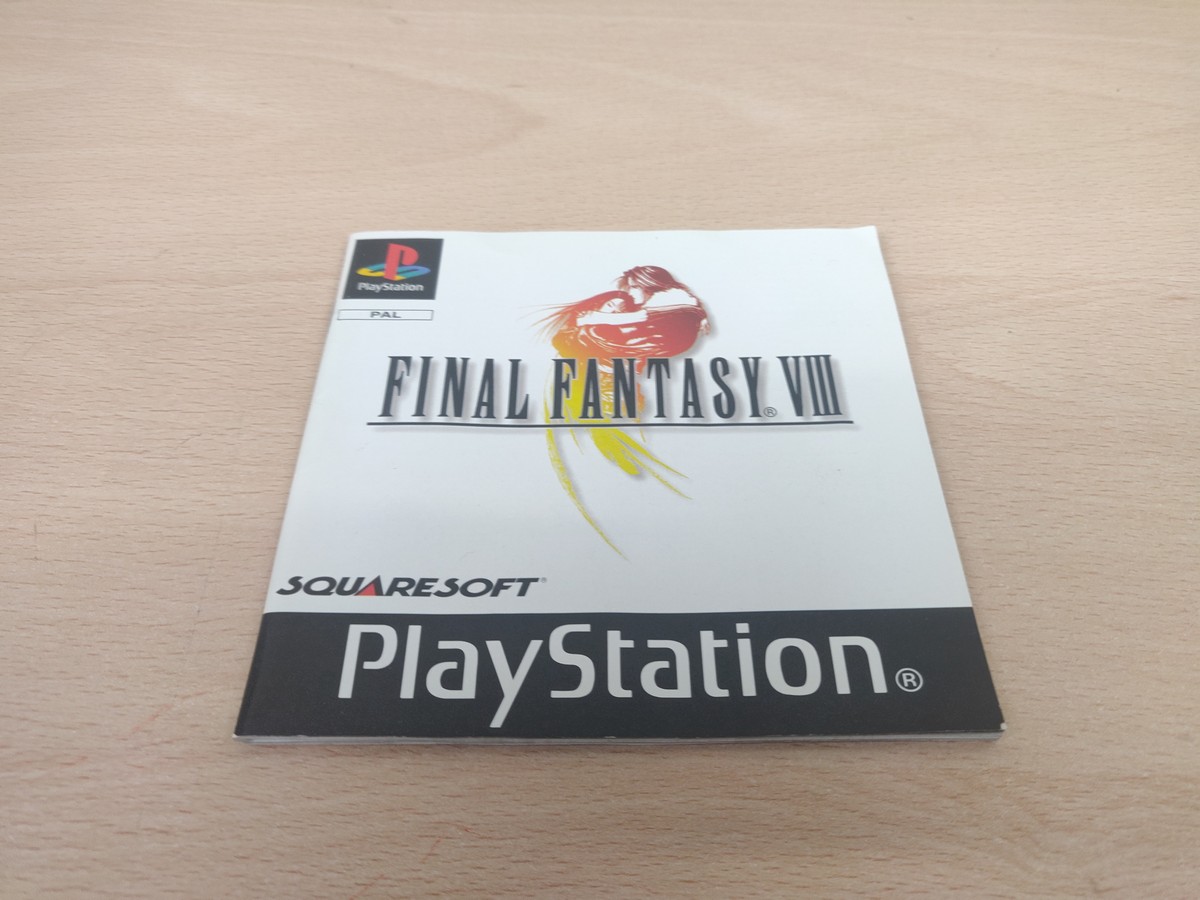 PlayStation
PAL
FINAL FANTASY® VIII
SQUARESOFT®
PlayStation®